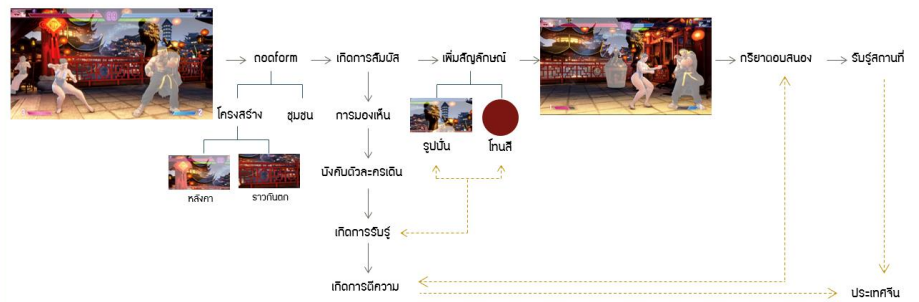 ถอดform
เกิดการสัมผัส
เพิ่มสัญลักษณ์
กริยาตอบสนอง
รับรู้สถานที่
โครงสร้าง
ชุมชน
การมองเห็น
รูปปั้น
โทนสี
บังคับตัวละครเดิน
หลังคา
ราวกันตก
เกิดการรับรู้
เกิดการตีความ
ประเทศจีน